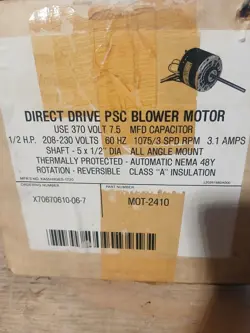 DIRECT DRIVE PSC BLOWER MOTOR
USE 370 VOLT 7.5 MFD CAPACITOR
1/2 H.P. 208-230 VOLTS 60 HZ 1075/3 SPD RPM 3.1 AMPS
SHAFT - 5 x 1/2" DIA - ALL ANGLE MOUNT
THERMALLY PROTECTED - AUTOMATIC NEMA 48Y
ROTATION - REVERSIBLE CLASS "A" INSULATION
ORDERING NUMBER
PART NUMBER
X70670610-06-7
MOT-2410